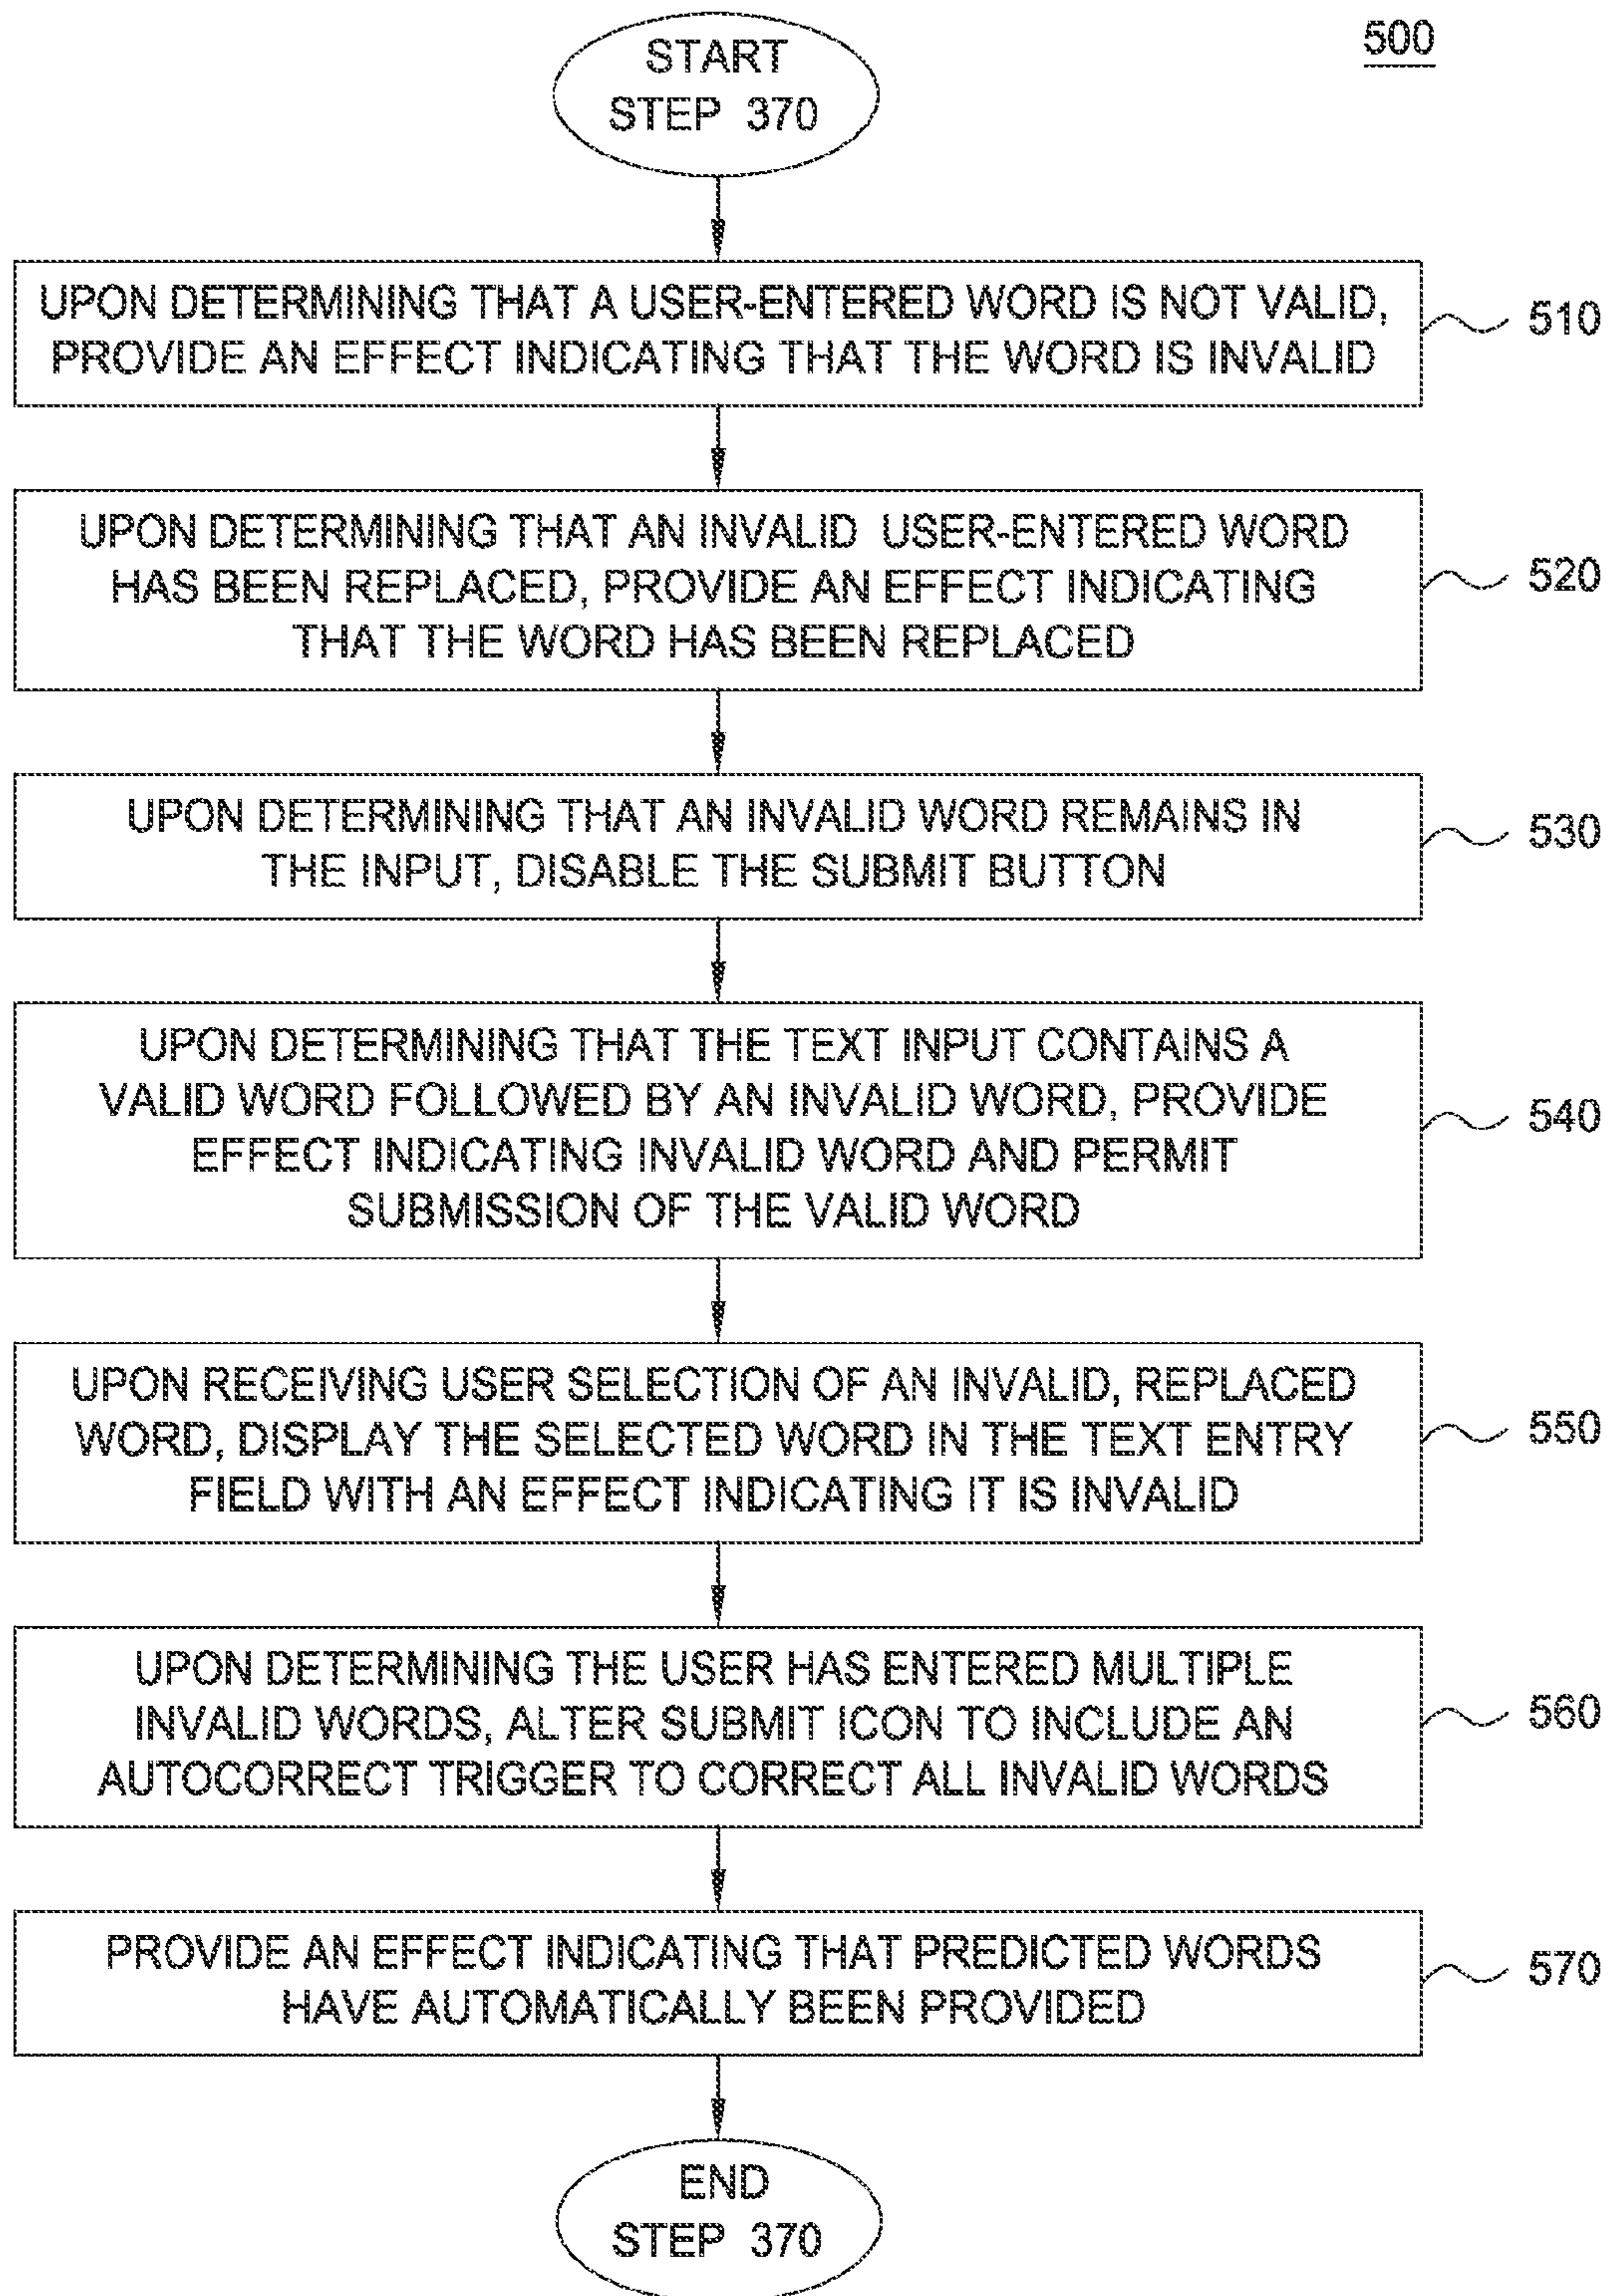 500
START
STEP 370
UPON DETERMINING THAT A USER-ENTERED WORD IS NOT VALID,
PROVIDE AN EFFECT INDICATING THAT THE WORD IS INVALID
510
UPON DETERMINING THAT AN INVALID USER-ENTERED WORD
HAS BEEN REPLACED, PROVIDE AN EFFECT INDICATING
THAT THE WORD HAS BEEN REPLACED
520
UPON DETERMINING THAT AN INVALID WORD REMAINS IN
THE INPUT, DISABLE THE SUBMIT BUTTON
530
UPON DETERMINING THAT THE TEXT INPUT CONTAINS A
VALID WORD FOLLOWED BY AN INVALID WORD, PROVIDE
EFFECT INDICATING INVALID WORD AND PERMIT
SUBMISSION OF THE VALID WORD
540
UPON RECEIVING USER SELECTION OF AN INVALID, REPLACED
WORD, DISPLAY THE SELECTED WORD IN THE TEXT ENTRY
FIELD WITH AN EFFECT INDICATING IT IS INVALID
550
UPON DETERMINING THE USER HAS ENTERED MULTIPLE
INVALID WORDS, ALTER SUBMIT ICON TO INCLUDE AN
AUTOCORRECT TRIGGER TO CORRECT ALL INVALID WORDS
560
PROVIDE AN EFFECT INDICATING THAT PREDICTED WORDS
HAVE AUTOMATICALLY BEEN PROVIDED
570
END
STEP 370